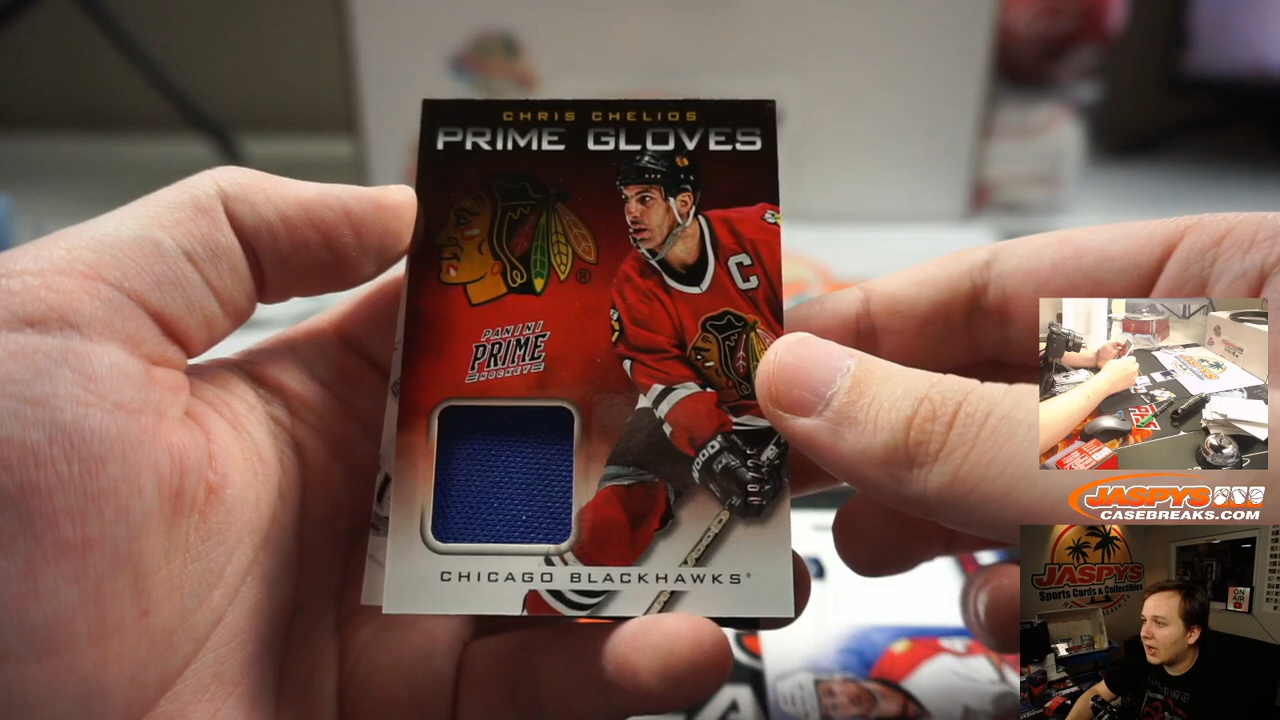 CHRIS CHELIOS
PRIME GLOVES
C
®
PANINI
PRIME
HOCKEY
CHICAGO BLACKHAWKS®
JASPYS
CASEBREAKS.COM
JASPYS
Sports Cards & Collectibles
ON
AIR